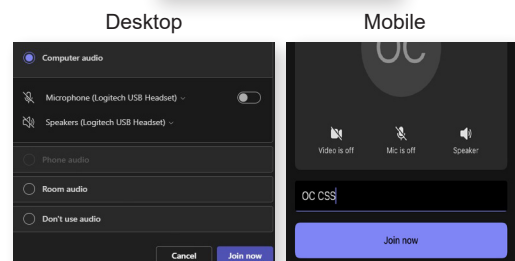 Desktop
Mobile
Computer audio
Microphone (Logitech USB Headset)
Speakers (Logitech USB Headset)
Phone audio
Room audio
Don't use audio
Cancel
Join now
OC
Video is off
Mic is off
Speaker
OC CSS
Join now